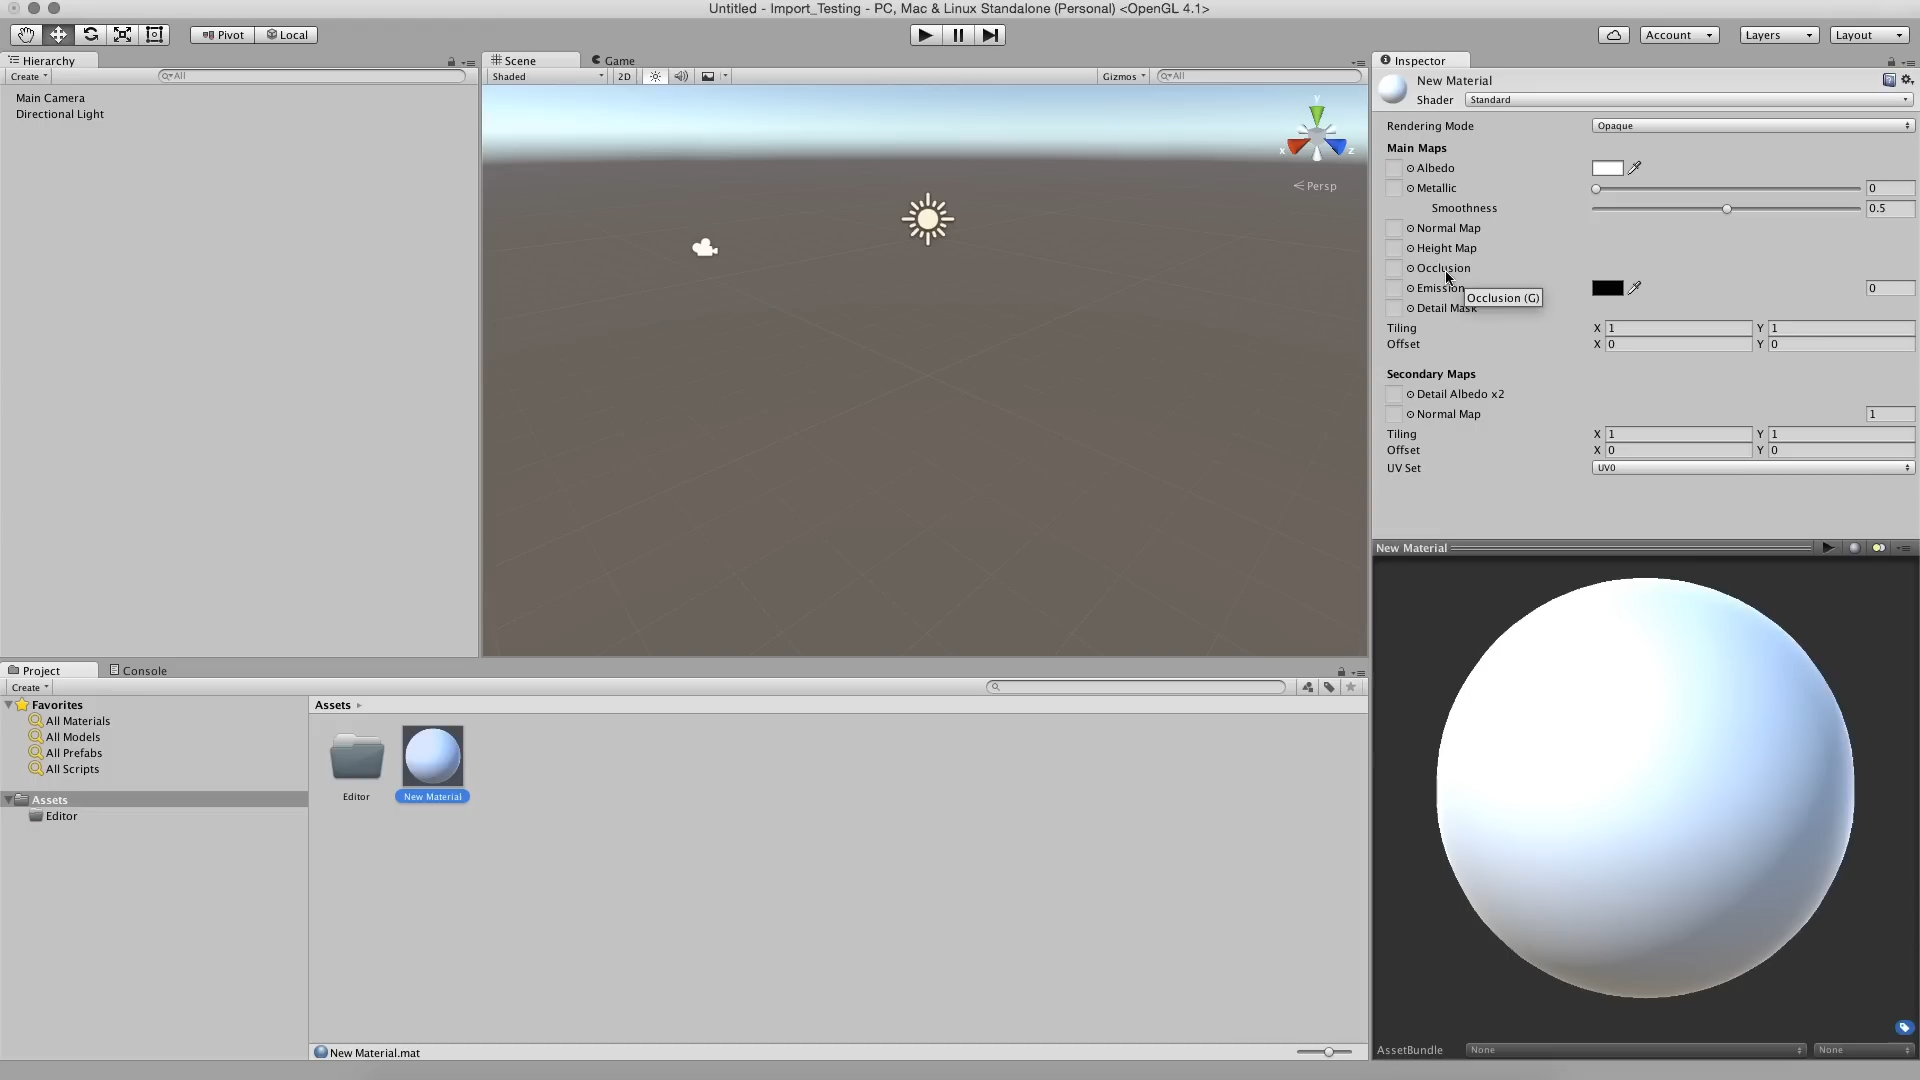 Untitled - Import_Testing - PC, Mac & Linux Standalone (Personal) <OpenGL 4.1>
Pivot Local Account Layers Layout
Hierarchy
Create All
Main Camera
Directional Light
Scene Game
Shaded 2D Gizmos All
y
x z
Persp
Inspector
New Material
Shader Standard
Rendering Mode Opaque
Main Maps
Albedo
Metallic 0
Smoothness 0.5
Normal Map
Height Map
Occlusion
Emission 0
Occlusion (G)
Detail Mask
Tiling X 1 Y 1
Offset X 0 Y 0
Secondary Maps
Detail Albedo x2
Normal Map 1
Tiling X 1 Y 1
Offset X 0 Y 0
UV Set UV0
New Material
AssetBundle None None
Project Console
Create
Favorites
All Materials
All Models
All Prefabs
All Scripts
Assets
Editor
Assets
Editor New Material
New Material.mat